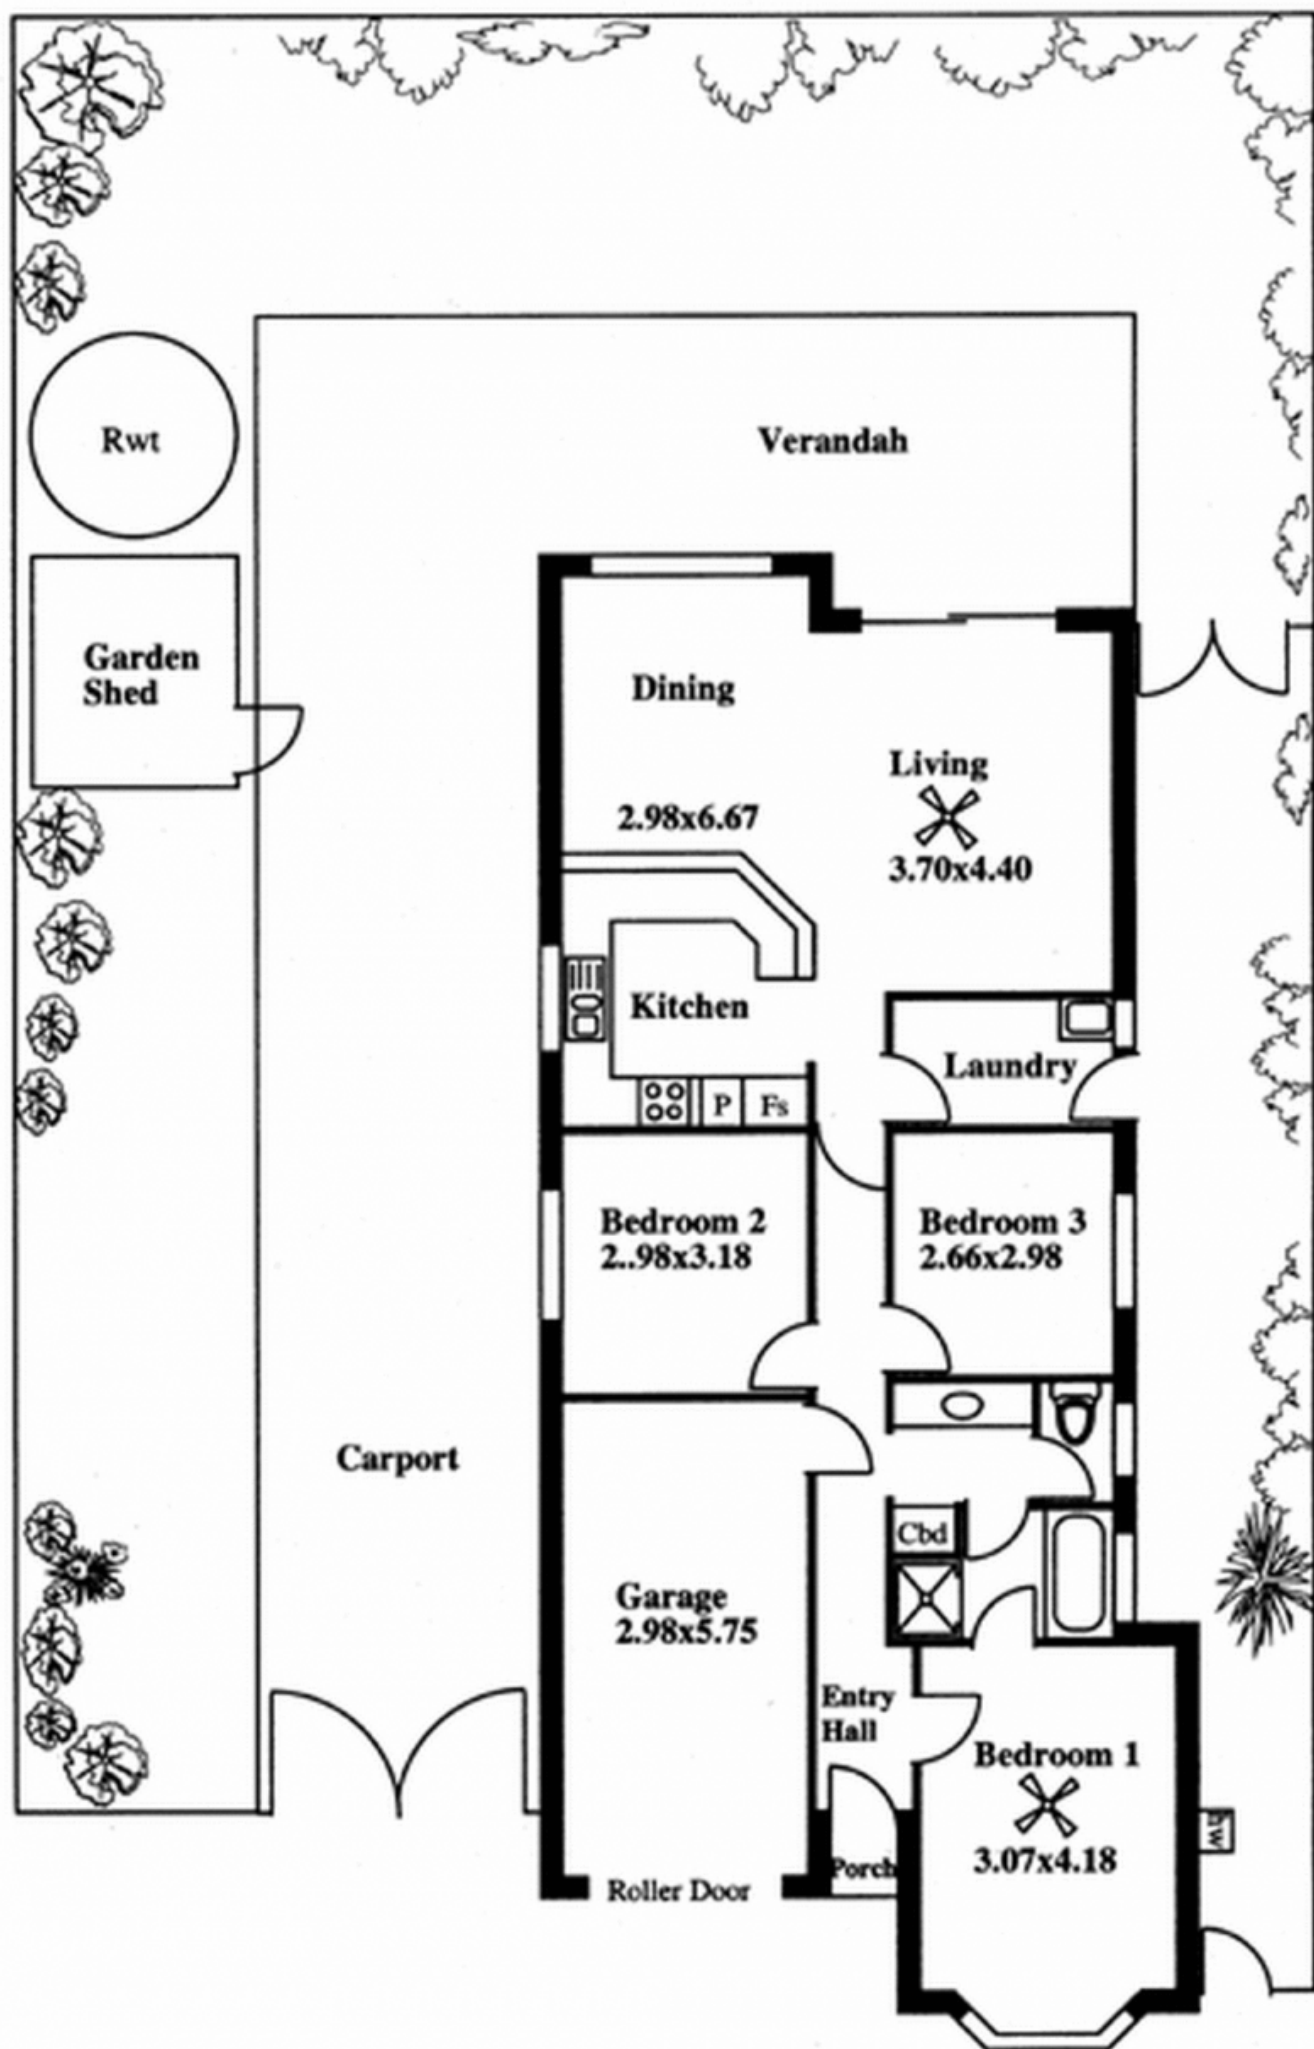 Rwt
Verandah
Garden
Shed
Dining
Living
2.98x6.67
3.70x4.40
Kitchen
Laundry
P
Fs
Bedroom 2
2..98x3.18
Bedroom 3
2.66x2.98
Carport
Cbd
Garage
2.98x5.75
Entry
Hall
Bedroom 1
3.07x4.18
hw
Porch
Roller Door